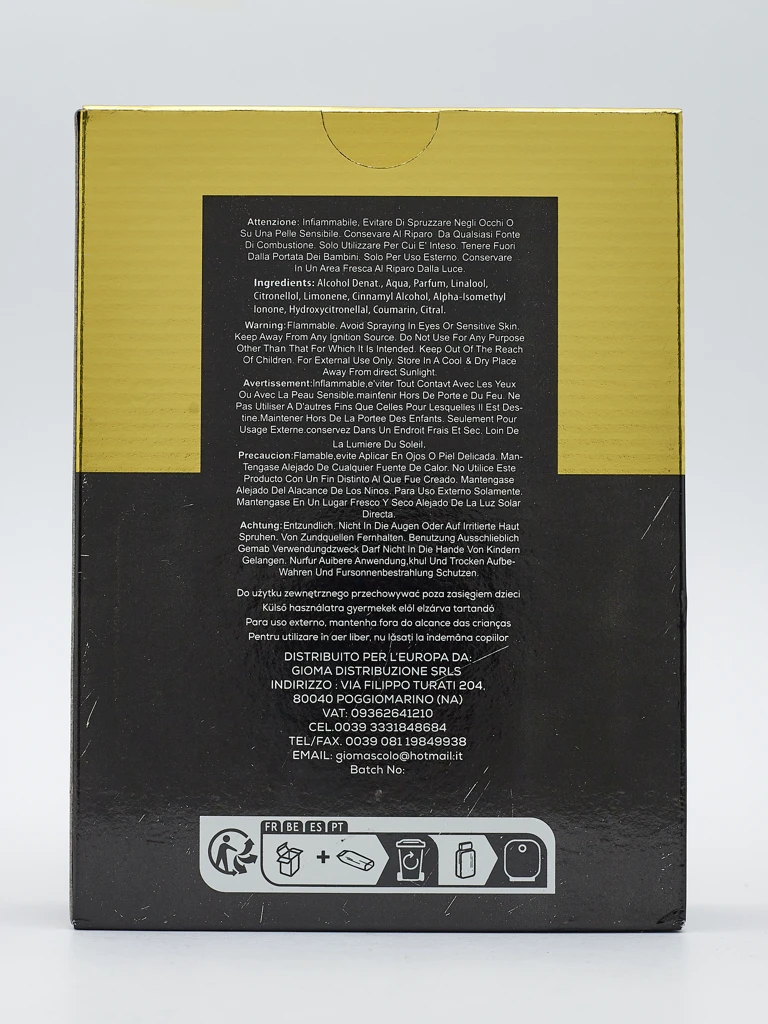 Attenzione: Infiammabile, Evitare Di Spruzzare Negli Occhi O
Su Una Pelle Sensibile. Consevare Al Riparo Da Qualsiasi Fonte
Di Combustione. Solo Utilizzare Per Cui E' Inteso. Tenere Fuori
Dalla Portata Dei Bambini. Solo Per Uso Esterno. Conservare
In Un Area Fresca Al Riparo Dalla Luce.
Ingredients: Alcohol Denat., Aqua, Parfum, Linalool,
Citronellol, Limonene, Cinnamyl Alcohol, Alpha-Isomethyl
Ionone, Hydroxycitronellal, Coumarin, Citral.
Warning: Flammable. Avoid Spraying In Eyes Or Sensitive Skin.
Keep Away From Any Ignition Source. Do Not Use For Any Purpose
Other Than That For Which It Is Intended. Keep Out Of The Reach
Of Children. For External Use Only. Store In A Cool & Dry Place
Away From direct Sunlight.
Avertissement:Inflammable,e'viter Tout Contavt Avec Les Yeux
Ou Avec La Peau Sensible.mainfenir Hors De Porte e Du Feu. Ne
Pas Utiliser A D'autres Fins Que Celles Pour Lesquelles Il Est Des-
tine.Maintener Hors De La Portee Des Enfants. Seulement Pour
Usage Externe.conservez Dans Un Endroit Frais Et Sec. Loin De
La Lumiere Du Soleil.
Precaucion:Flamable,evite Aplicar En Ojos O Piel Delicada. Man-
Tengase Alejado De Cualquier Fuente De Calor. No Utilice Este
Producto Con Un Fin Distinto Al Que Fue Creado. Mantengase
Alejado Del Alacance De Los Ninos. Para Uso Externo Solamente.
Mantengase En Un Lugar Fresco Y Seco Alejado De La Luz Solar
Directa.
Achtung: Entzundlich. Nicht In Die Augen Oder Auf Irritierte Haut
Spruhen. Von Zundquellen Fernhalten. Benutzung Ausschlieblich
Gemab Verwendungdzweck Darf Nicht In Die Hande Von Kindern
Gelangen. Nurfur Auibere Anwendung,khul Und Trocken Aufbe-
Wahren Und Fursonnenbestrahlung Schutzen.
Do użytku zewnętrznego przechowywać poza zasięgiem dzieci
Külső használatra gyermekek elől elzárva tartandó
Para uso externo, mantenha fora do alcance das crianças
Pentru utilizare în aer liber, nu lăsați la îndemâna copiilor
DISTRIBUITO PER L'EUROPA DA:
GIOMA DISTRIBUZIONE SRLS
INDIRIZZO : VIA FILIPPO TURATI 204.
80040 POGGIOMARINO (NA)
VAT: 09362641210
CEL.0039 3331848684
TEL/FAX. 0039 081 19849938
EMAIL: giomascolo@hotmail:it
Batch No:
FR BE ES PT
+